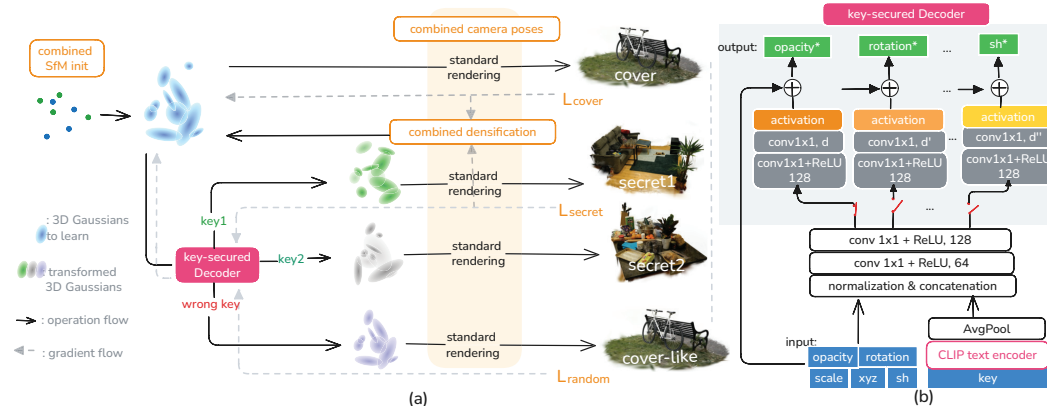 combined
SfM init
combined camera poses
standard
rendering
cover
L cover
combined densification
standard
rendering
secret1
L secret
key1
: 3D Gaussians
to learn
key-secured
Decoder
key2
standard
rendering
secret2
: transformed
3D Gaussians
wrong key
: operation flow
standard
rendering
cover-like
: gradient flow
L random
(a)
key-secured Decoder
output:
opacity*
rotation*
...
sh*
...
activation
conv1x1, d
conv1x1+ReLU
128
activation
conv1x1, d'
conv1x1+ReLU
128
...
activation
conv1x1, d''
conv1x1+ReLU
128
...
conv 1x1 + ReLU, 128
conv 1x1 + ReLU, 64
normalization & concatenation
AvgPool
input:
opacity
rotation
CLIP text encoder
scale
xyz
sh
key
(b)